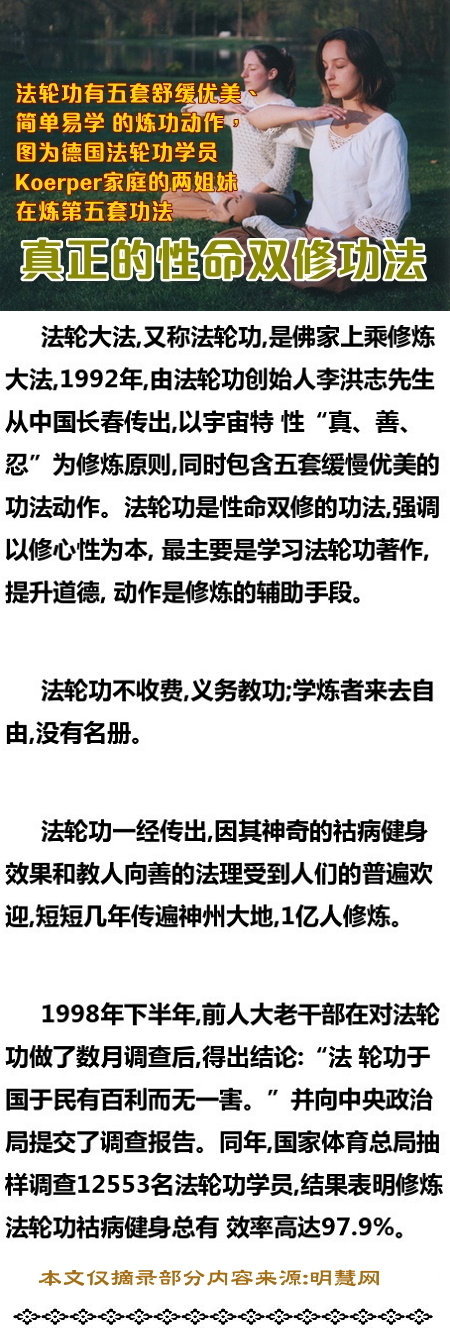 法轮功有五套舒缓优美、
简单易学 的炼功动作，
图为德国法轮功学员
Koerper家庭的两姐妹
在炼第五套功法
真正的性命双修功法
法轮大法,又称法轮功,是佛家上乘修炼
大法,1992年,由法轮功创始人李洪志先生
从中国长春传出,以宇宙特 性“真、善、
忍”为修炼原则,同时包含五套缓慢优美的
功法动作。法轮功是性命双修的功法,强调
以修心性为本, 最主要是学习法轮功著作,
提升道德, 动作是修炼的辅助手段。
法轮功不收费,义务教功;学炼者来去自
由,没有名册。
法轮功一经传出,因其神奇的祛病健身
效果和教人向善的法理受到人们的普遍欢
迎,短短几年传遍神州大地,1亿人修炼。
1998年下半年,前人大老干部在对法轮
功做了数月调查后,得出结论:“法 轮功于
国于民有百利而无一害。”并向中央政治
局提交了调查报告。同年,国家体育总局抽
样调查12553名法轮功学员,结果表明修炼
法轮功祛病健身总有 效率高达97.9%。
本文仅摘录部分内容来源:明慧网